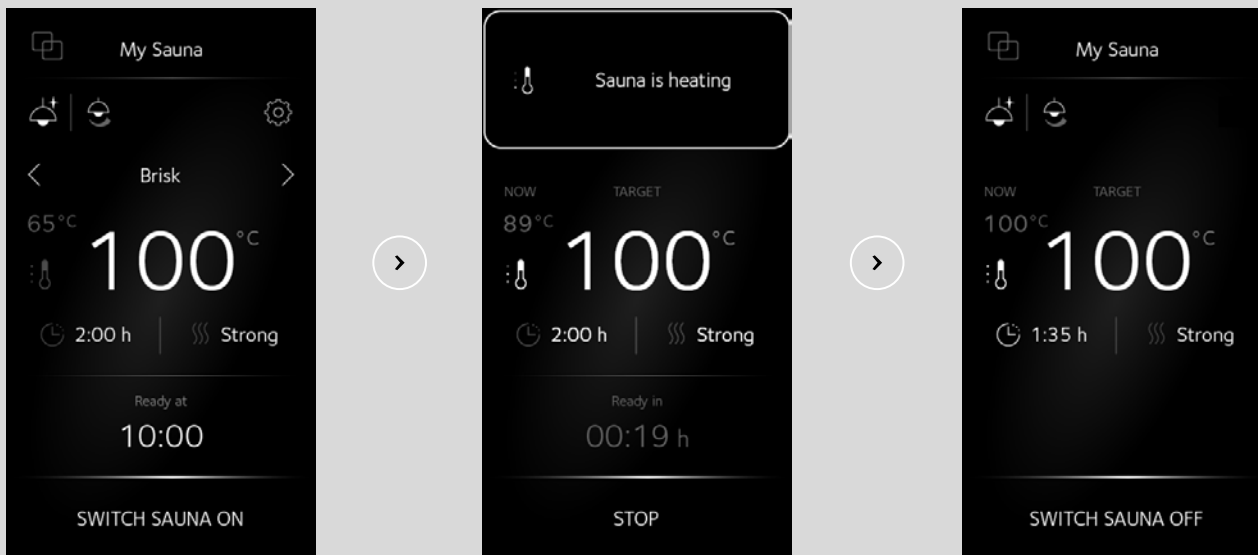 My Sauna
Brisk
65°C
100°C
2:00 h
Strong
Ready at
10:00
SWITCH SAUNA ON
Sauna is heating
NOW TARGET
89°C
100°C
2:00 h
Strong
Ready in
00:19 h
STOP
My Sauna
NOW TARGET
100°C
100°C
1:35 h
Strong
SWITCH SAUNA OFF